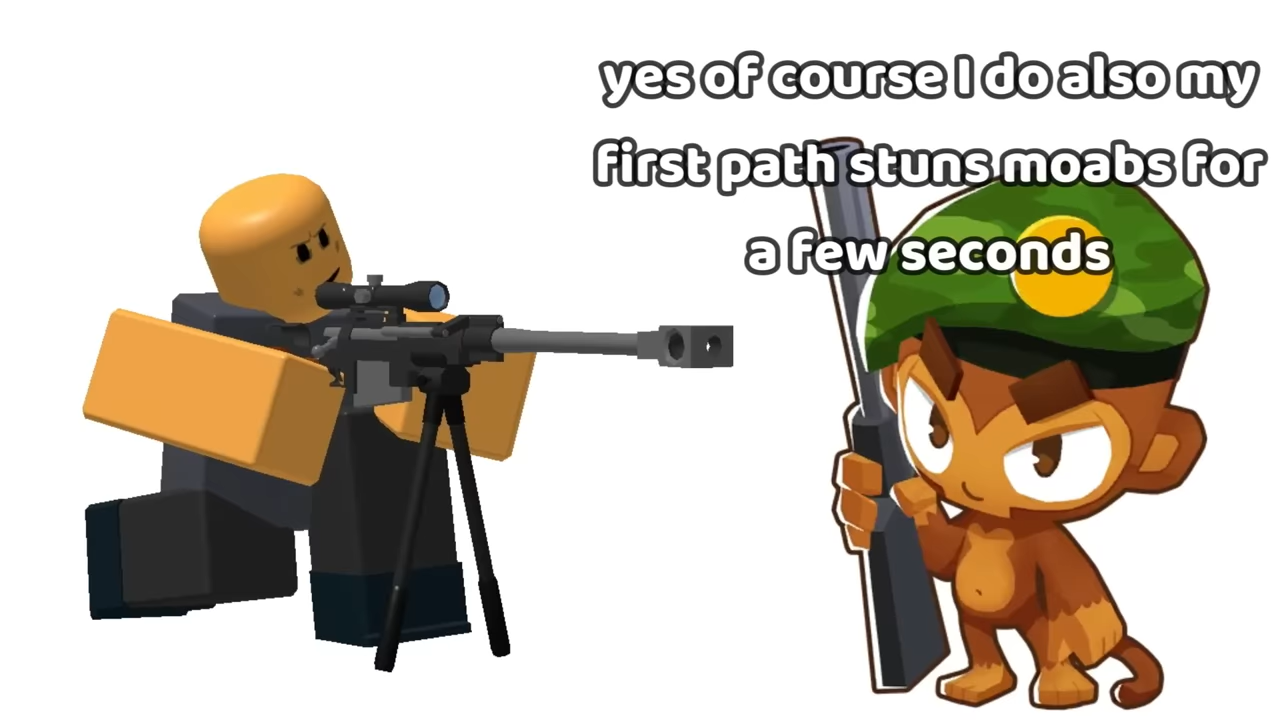 yes of course I do also my
first path stuns moabs for
a few seconds